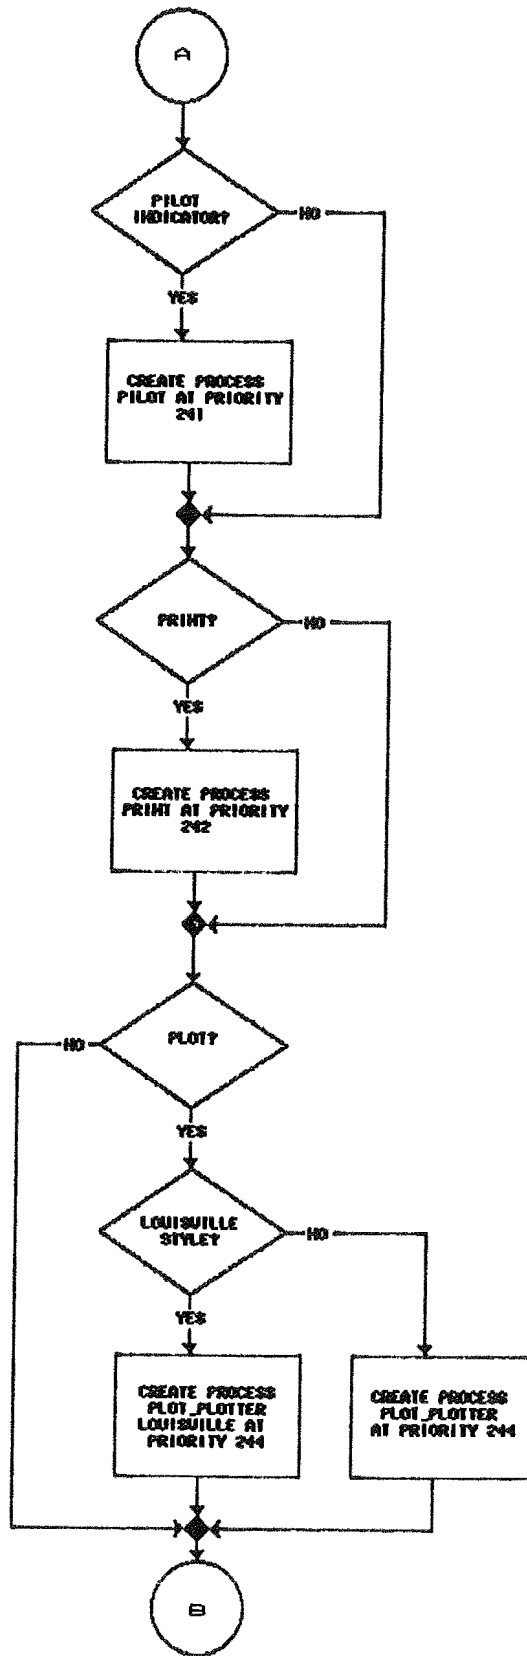 A
PILOT
INDICATOR?
NO
YES
CREATE PROCESS
PILOT AT PRIORITY
241
PRINT?
NO
YES
CREATE PROCESS
PRINT AT PRIORITY
242
PLOT?
NO
YES
LOUISVILLE
STYLE?
NO
YES
CREATE PROCESS
PLOT_PLOTTER
LOUISVILLE AT
PRIORITY 244
CREATE PROCESS
PLOT_PLOTTER
AT PRIORITY 244
B